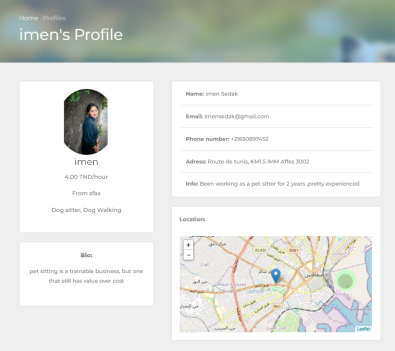 Home Profiles
imen's Profile
imen
4.00 TND/hour
From sfax
Dog sitter, Dog Walking
Bio:
pet sitting is a trainable business, but one
that still has value over cost
Name: Imen Sedak
Email: imensedak@gmail.com
Phone number: +21650897452
Adress: Route de tunis, KM1.5 IMM Affes 3002
Info: Been working as a pet sitter for 2 years ,pretty experienced
Location:
+
−
Leaflet